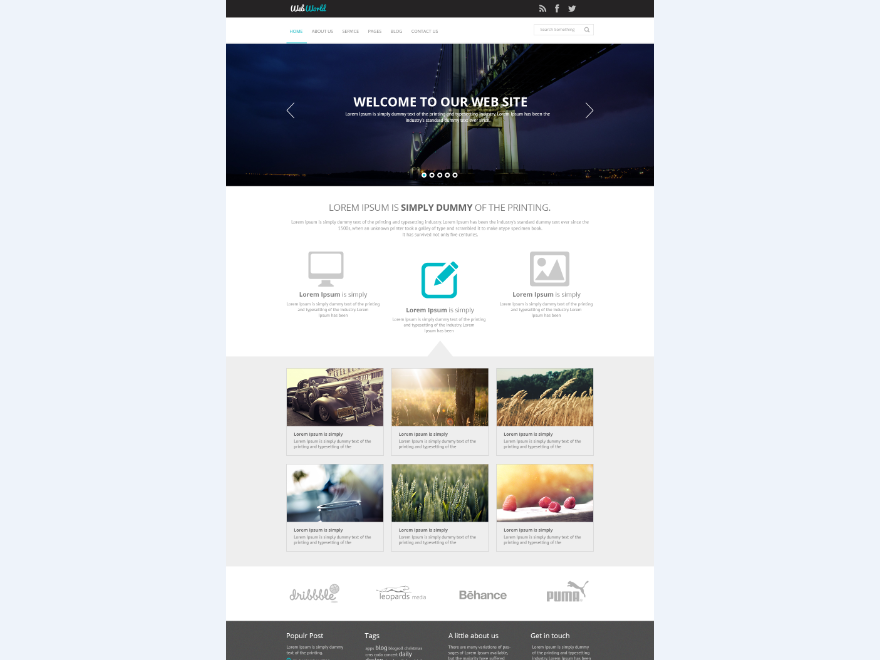 Web World
HOME ABOUT US SERVICE PAGES BLOG CONTACT US
search something
WELCOME TO OUR WEB SITE
Lorem Ipsum is simply dummy text of the printing and typesetting industry. Lorem Ipsum has been the
industry's standard dummy text ever since.
LOREM IPSUM IS SIMPLY DUMMY OF THE PRINTING.
Lorem Ipsum is simply dummy text of the printing and typesetting industry. Lorem Ipsum has been the industry's standard dummy text ever since the
1500s, when an unknown printer took a galley of type and scrambled it to make a type specimen book.
It has survived not only five centuries,
Lorem Ipsum is simply
Lorem Ipsum is simply dummy text of the printing
and typesetting of the industry Lorem
Ipsum has been
Lorem Ipsum is simply
Lorem Ipsum is simply dummy text of the printing
and typesetting of the industry Lorem
Ipsum has been
Lorem Ipsum is simply
Lorem Ipsum is simply dummy text of the printing
and typesetting of the industry Lorem
Ipsum has been
Lorem Ipsum is simply
Lorem Ipsum is simply dummy text of the
printing and typesetting of the
Lorem Ipsum is simply
Lorem Ipsum is simply dummy text of the
printing and typesetting of the
Lorem Ipsum is simply
Lorem Ipsum is simply dummy text of the
printing and typesetting of the
Lorem Ipsum is simply
Lorem Ipsum is simply dummy text of the
printing and typesetting of the
Lorem Ipsum is simply
Lorem Ipsum is simply dummy text of the
printing and typesetting of the
Lorem Ipsum is simply
Lorem Ipsum is simply dummy text of the
printing and typesetting of the
dribbble
leopards media
Bēhance
PUMA
Populr Post
Lorem Ipsum is simply dummy
text of the printing
Tags
apps blag blogroll christmas
daily
A little about us
There are many variations of pas-
sages of Lorem Ipsum available,
but the majority have suffered
Get in touch
Lorem Ipsum is simply dummy
text of the printing and
typesetting of the industry